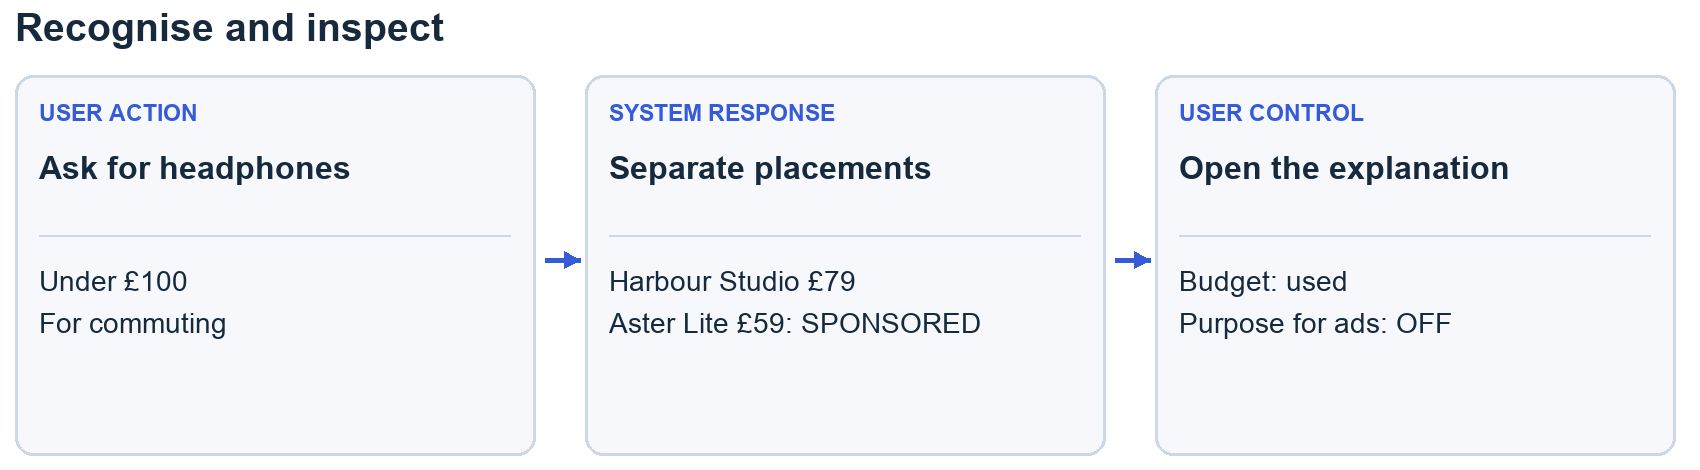 Recognise and inspect
USER ACTION
Ask for headphones
Under £100
For commuting
SYSTEM RESPONSE
Separate placements
Harbour Studio £79
Aster Lite £59: SPONSORED
USER CONTROL
Open the explanation
Budget: used
Purpose for ads: OFF